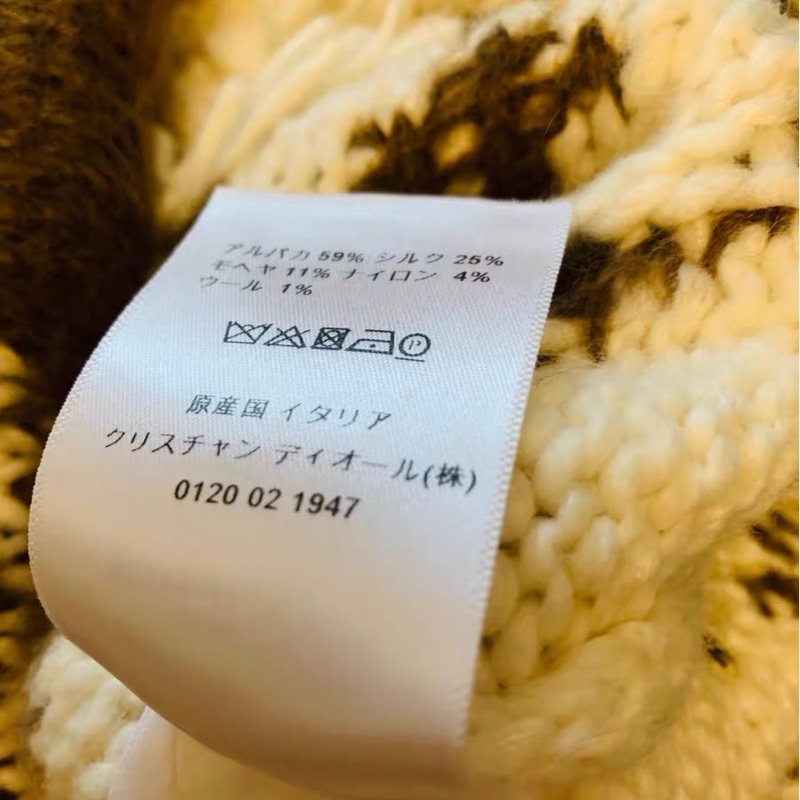 アルパカ 59% シルク 25%
モヘヤ 11% ナイロン 4%
ウール 1%
P
原産国 イタリア
クリスチャン ディオール(株)
0120 02 1947